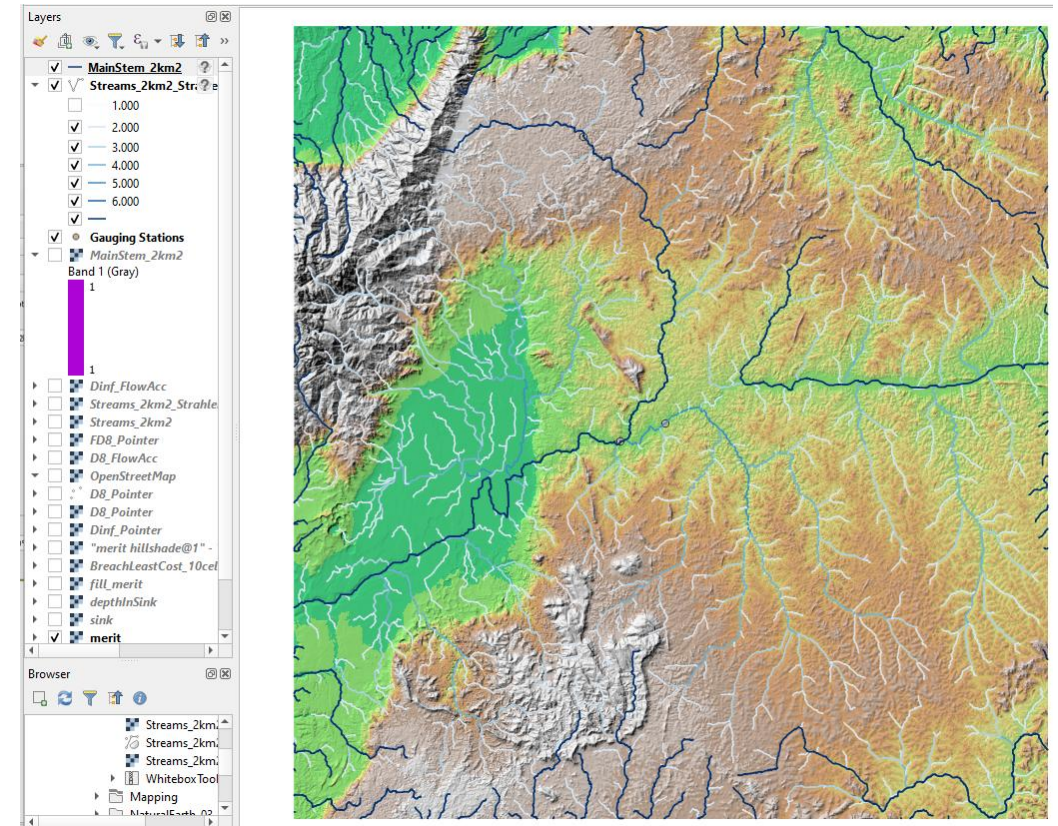 Layers
»
MainStem_2km2
Streams_2km2_Strahle
1.000
2.000
3.000
4.000
5.000
6.000
Gauging Stations
MainStem_2km2
Band 1 (Gray)
1
1
Dinf_FlowAcc
Streams_2km2_Strahle
Streams_2km2
FD8_Pointer
D8_FlowAcc
OpenStreetMap
D8_Pointer
D8_Pointer
Dinf_Pointer
"merit hillshade@1" -
BreachLeastCost_10cel
fill_merit
depthInSink
sink
merit
Browser
Streams_2km2
Streams_2km2
Streams_2km2
WhiteboxTool
Mapping
NaturalEarth_03